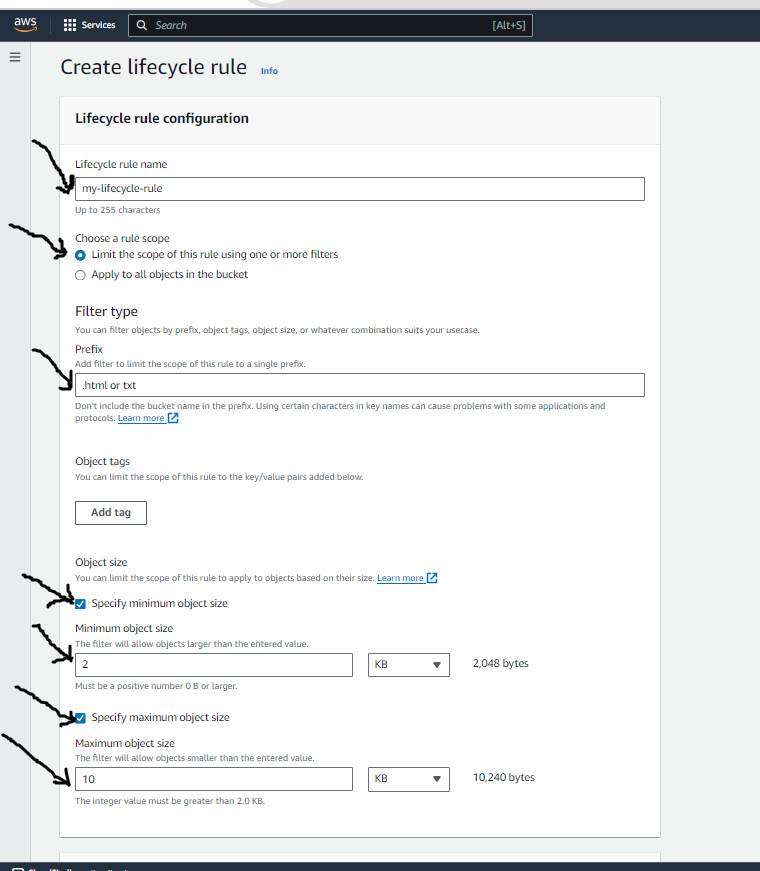 aws
Services
Search
[Alt+S]
Create lifecycle rule
Info
Lifecycle rule configuration
Lifecycle rule name
my-lifecycle-rule
Up to 255 characters
Choose a rule scope
Limit the scope of this rule using one or more filters
Apply to all objects in the bucket
Filter type
You can filter objects by prefix, object tags, object size, or whatever combination suits your usecase.
Prefix
Add filter to limit the scope of this rule to a single prefix.
.html or txt
Don't include the bucket name in the prefix. Using certain characters in key names can cause problems with some applications and
protocols. Learn more
Object tags
You can limit the scope of this rule to the key/value pairs added below.
Add tag
Object size
You can limit the scope of this rule to apply to objects based on their size. Learn more
Specify minimum object size
Minimum object size
The filter will allow objects larger than the entered value.
2 KB 2,048 bytes
Must be a positive number 0 B or larger.
Specify maximum object size
Maximum object size
The filter will allow objects smaller than the entered value.
10 KB 10,240 bytes
The integer value must be greater than 2.0 KB.